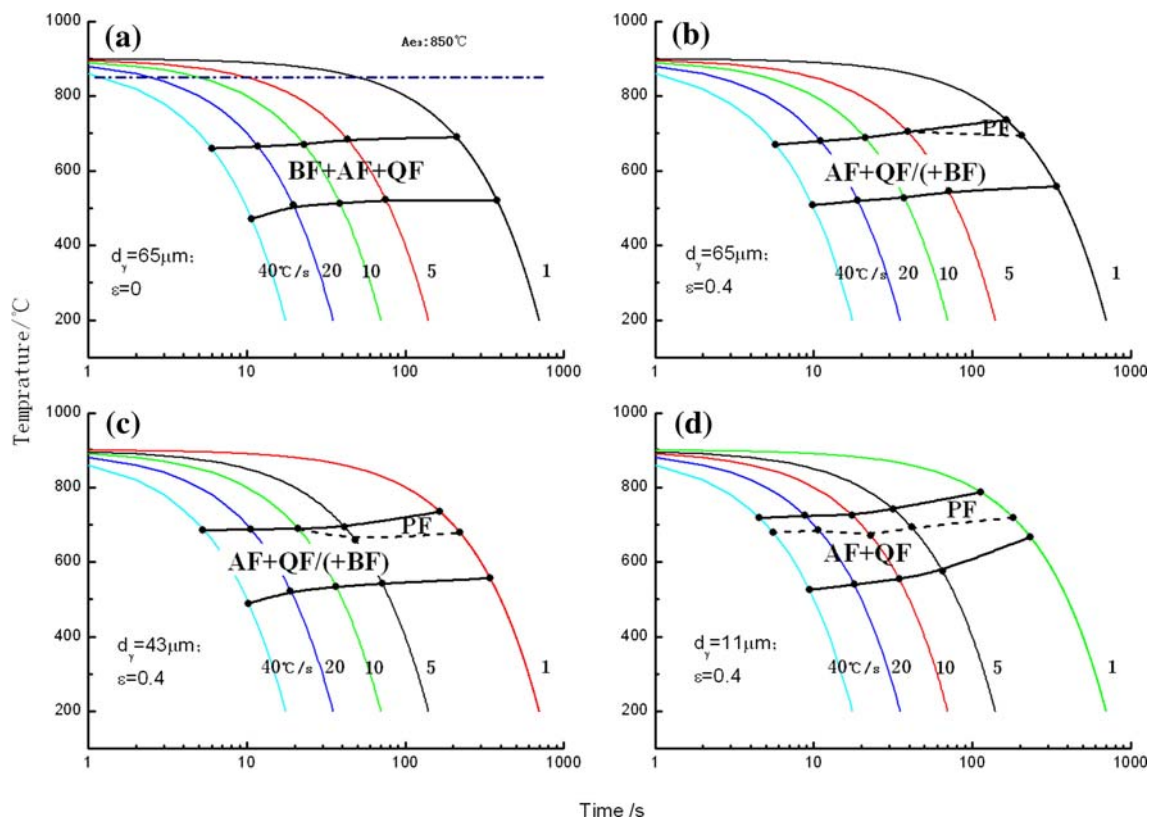 (a)
Ae₃:850℃
1000
800
600
400
200
BF+AF+QF
dᵧ=65μm;
ε=0
40℃/s 20 10 5 1
1 10 100 1000
(b)
1000
800
600
400
200
PF
AF+QF/(+BF)
dᵧ=65μm;
ε=0.4
40℃/s 20 10 5 1
1 10 100 1000
Temprature/℃
(c)
1000
800
600
400
200
PF
AF+QF/(+BF)
dᵧ=43μm;
ε=0.4
40℃/s 20 10 5 1
1 10 100 1000
(d)
1000
800
600
400
200
PF
AF+QF
dᵧ=11μm;
ε=0.4
40℃/s 20 10 5 1
1 10 100 1000
Time /s